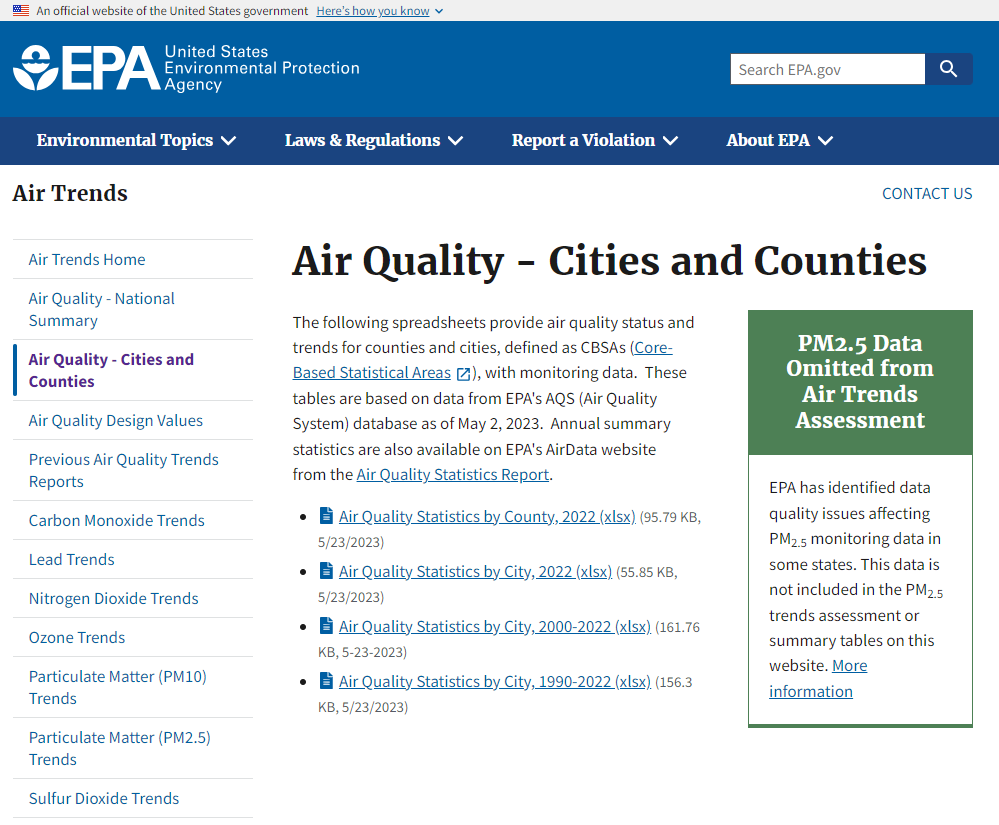 An official website of the United States government Here's how you know
EPA United States
Environmental Protection
Agency
Search EPA.gov
Environmental Topics
Laws & Regulations
Report a Violation
About EPA
Air Trends
CONTACT US
Air Trends Home
Air Quality - National
Summary
Air Quality - Cities and
Counties
Air Quality Design Values
Previous Air Quality Trends
Reports
Carbon Monoxide Trends
Lead Trends
Nitrogen Dioxide Trends
Ozone Trends
Particulate Matter (PM10)
Trends
Particulate Matter (PM2.5)
Trends
Sulfur Dioxide Trends
Air Quality - Cities and Counties
The following spreadsheets provide air quality status and
trends for counties and cities, defined as CBSAs (Core-
Based Statistical Areas ), with monitoring data. These
tables are based on data from EPA's AQS (Air Quality
System) database as of May 2, 2023. Annual summary
statistics are also available on EPA's AirData website
from the Air Quality Statistics Report.
• Air Quality Statistics by County, 2022 (xlsx) (95.79 KB,
5/23/2023)
• Air Quality Statistics by City, 2022 (xlsx) (55.85 KB,
5/23/2023)
• Air Quality Statistics by City, 2000-2022 (xlsx) (161.76
KB, 5-23-2023)
• Air Quality Statistics by City, 1990-2022 (xlsx) (156.3
KB, 5/23/2023)
PM2.5 Data
Omitted from
Air Trends
Assessment
EPA has identified data
quality issues affecting
PM2.5 monitoring data in
some states. This data is
not included in the PM2.5
trends assessment or
summary tables on this
website. More
information